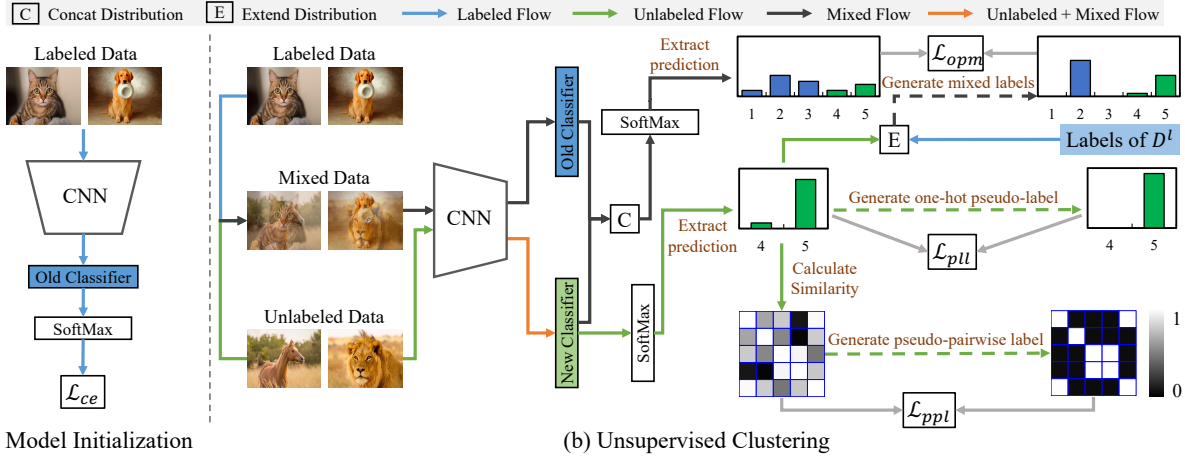 C Concat Distribution E Extend Distribution Labeled Flow Unlabeled Flow Mixed Flow Unlabeled + Mixed Flow
Labeled Data
CNN
Old Classifier
SoftMax
ℒce
Model Initialization
Labeled Data
Mixed Data
Unlabeled Data
CNN
Old Classifier
New Classifier
C
SoftMax
SoftMax
Extract
prediction
1 2 3 4 5
ℒopm
Generate mixed labels
1 2 3 4 5
E
Labels of Dˡ
Extract
prediction
4 5
Generate one-hot pseudo-label
4 5
ℒpll
Calculate
Similarity
Generate pseudo-pairwise label
1
0
ℒppl
(b) Unsupervised Clustering